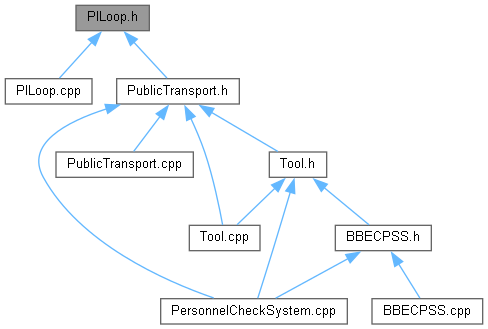 PILoop.h
PILoop.cpp
PublicTransport.h
PublicTransport.cpp
Tool.h
Tool.cpp
BBECPSS.h
PersonnelCheckSystem.cpp
BBECPSS.cpp